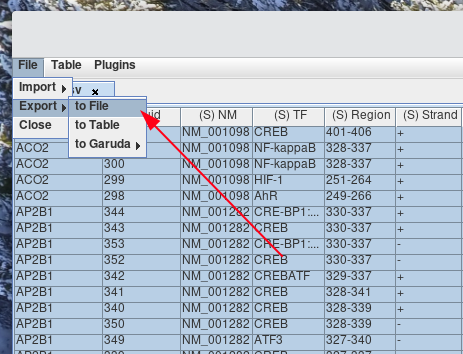 File Table Plugins
Import
sv x
Export to File
id (S) NM (S) TF (S) Region (S) Strand
Close to Table
NM_001098 CREB 401-406 +
to Garuda
ACO2 NM_001098 NF-kappaB 328-337 +
ACO2 300 NM_001098 NF-kappaB 328-337 +
ACO2 299 NM_001098 HIF-1 251-264 +
ACO2 298 NM_001098 AhR 249-266 +
AP2B1 344 NM_001282 CRE-BP1:... 330-337 +
AP2B1 343 NM_001282 CREB 330-337 +
AP2B1 353 NM_001282 CRE-BP1:... 330-337 -
AP2B1 352 NM_001282 CREB 330-337 -
AP2B1 342 NM_001282 CREBATF 329-337 +
AP2B1 341 NM_001282 CREB 328-341 +
AP2B1 340 NM_001282 CREB 328-339 +
AP2B1 350 NM_001282 CREB 328-339 -
AP2B1 349 NM_001282 ATF3 327-340 -